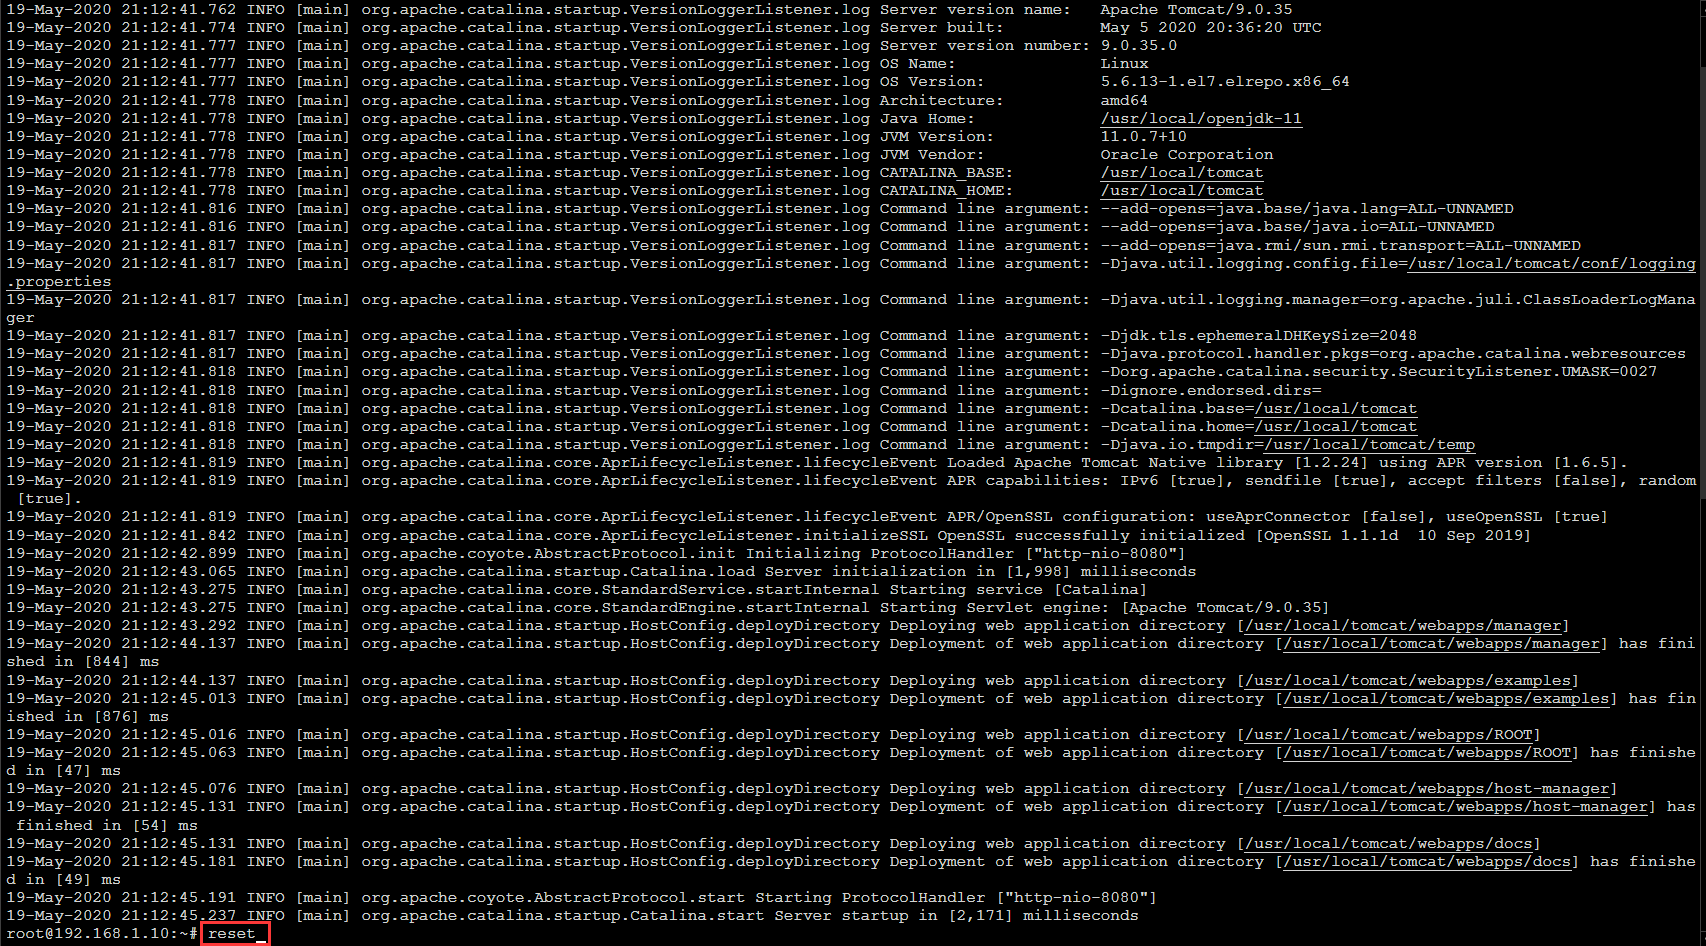 19-May-2020 21:12:41.762 INFO [main] org.apache.catalina.startup.VersionLoggerListener.log Server version name:   Apache Tomcat/9.0.35
19-May-2020 21:12:41.774 INFO [main] org.apache.catalina.startup.VersionLoggerListener.log Server built:          May 5 2020 20:36:20 UTC
19-May-2020 21:12:41.777 INFO [main] org.apache.catalina.startup.VersionLoggerListener.log Server version number: 9.0.35.0
19-May-2020 21:12:41.777 INFO [main] org.apache.catalina.startup.VersionLoggerListener.log OS Name:               Linux
19-May-2020 21:12:41.777 INFO [main] org.apache.catalina.startup.VersionLoggerListener.log OS Version:            5.6.13-1.el7.elrepo.x86_64
19-May-2020 21:12:41.778 INFO [main] org.apache.catalina.startup.VersionLoggerListener.log Architecture:          amd64
19-May-2020 21:12:41.778 INFO [main] org.apache.catalina.startup.VersionLoggerListener.log Java Home:             /usr/local/openjdk-11
19-May-2020 21:12:41.778 INFO [main] org.apache.catalina.startup.VersionLoggerListener.log JVM Version:           11.0.7+10
19-May-2020 21:12:41.778 INFO [main] org.apache.catalina.startup.VersionLoggerListener.log JVM Vendor:            Oracle Corporation
19-May-2020 21:12:41.778 INFO [main] org.apache.catalina.startup.VersionLoggerListener.log CATALINA_BASE:         /usr/local/tomcat
19-May-2020 21:12:41.778 INFO [main] org.apache.catalina.startup.VersionLoggerListener.log CATALINA_HOME:         /usr/local/tomcat
19-May-2020 21:12:41.816 INFO [main] org.apache.catalina.startup.VersionLoggerListener.log Command line argument: --add-opens=java.base/java.lang=ALL-UNNAMED
19-May-2020 21:12:41.816 INFO [main] org.apache.catalina.startup.VersionLoggerListener.log Command line argument: --add-opens=java.base/java.io=ALL-UNNAMED
19-May-2020 21:12:41.817 INFO [main] org.apache.catalina.startup.VersionLoggerListener.log Command line argument: --add-opens=java.rmi/sun.rmi.transport=ALL-UNNAMED
19-May-2020 21:12:41.817 INFO [main] org.apache.catalina.startup.VersionLoggerListener.log Command line argument: -Djava.util.logging.config.file=/usr/local/tomcat/conf/logging
.properties
19-May-2020 21:12:41.817 INFO [main] org.apache.catalina.startup.VersionLoggerListener.log Command line argument: -Djava.util.logging.manager=org.apache.juli.ClassLoaderLogMana
ger
19-May-2020 21:12:41.817 INFO [main] org.apache.catalina.startup.VersionLoggerListener.log Command line argument: -Djdk.tls.ephemeralDHKeySize=2048
19-May-2020 21:12:41.817 INFO [main] org.apache.catalina.startup.VersionLoggerListener.log Command line argument: -Djava.protocol.handler.pkgs=org.apache.catalina.webresources
19-May-2020 21:12:41.818 INFO [main] org.apache.catalina.startup.VersionLoggerListener.log Command line argument: -Dorg.apache.catalina.security.SecurityListener.UMASK=0027
19-May-2020 21:12:41.818 INFO [main] org.apache.catalina.startup.VersionLoggerListener.log Command line argument: -Dignore.endorsed.dirs=
19-May-2020 21:12:41.818 INFO [main] org.apache.catalina.startup.VersionLoggerListener.log Command line argument: -Dcatalina.base=/usr/local/tomcat
19-May-2020 21:12:41.818 INFO [main] org.apache.catalina.startup.VersionLoggerListener.log Command line argument: -Dcatalina.home=/usr/local/tomcat
19-May-2020 21:12:41.818 INFO [main] org.apache.catalina.startup.VersionLoggerListener.log Command line argument: -Djava.io.tmpdir=/usr/local/tomcat/temp
19-May-2020 21:12:41.819 INFO [main] org.apache.catalina.core.AprLifecycleListener.lifecycleEvent Loaded Apache Tomcat Native library [1.2.24] using APR version [1.6.5].
19-May-2020 21:12:41.819 INFO [main] org.apache.catalina.core.AprLifecycleListener.lifecycleEvent APR capabilities: IPv6 [true], sendfile [true], accept filters [false], random
 [true].
19-May-2020 21:12:41.819 INFO [main] org.apache.catalina.core.AprLifecycleListener.lifecycleEvent APR/OpenSSL configuration: useAprConnector [false], useOpenSSL [true]
19-May-2020 21:12:41.842 INFO [main] org.apache.catalina.core.AprLifecycleListener.initializeSSL OpenSSL successfully initialized [OpenSSL 1.1.1d  10 Sep 2019]
19-May-2020 21:12:42.899 INFO [main] org.apache.coyote.AbstractProtocol.init Initializing ProtocolHandler ["http-nio-8080"]
19-May-2020 21:12:43.065 INFO [main] org.apache.catalina.startup.Catalina.load Server initialization in [1,998] milliseconds
19-May-2020 21:12:43.275 INFO [main] org.apache.catalina.core.StandardService.startInternal Starting service [Catalina]
19-May-2020 21:12:43.275 INFO [main] org.apache.catalina.core.StandardEngine.startInternal Starting Servlet engine: [Apache Tomcat/9.0.35]
19-May-2020 21:12:43.292 INFO [main] org.apache.catalina.startup.HostConfig.deployDirectory Deploying web application directory [/usr/local/tomcat/webapps/manager]
19-May-2020 21:12:44.137 INFO [main] org.apache.catalina.startup.HostConfig.deployDirectory Deployment of web application directory [/usr/local/tomcat/webapps/manager] has fini
shed in [844] ms
19-May-2020 21:12:44.137 INFO [main] org.apache.catalina.startup.HostConfig.deployDirectory Deploying web application directory [/usr/local/tomcat/webapps/examples]
19-May-2020 21:12:45.013 INFO [main] org.apache.catalina.startup.HostConfig.deployDirectory Deployment of web application directory [/usr/local/tomcat/webapps/examples] has fin
ished in [876] ms
19-May-2020 21:12:45.016 INFO [main] org.apache.catalina.startup.HostConfig.deployDirectory Deploying web application directory [/usr/local/tomcat/webapps/ROOT]
19-May-2020 21:12:45.063 INFO [main] org.apache.catalina.startup.HostConfig.deployDirectory Deployment of web application directory [/usr/local/tomcat/webapps/ROOT] has finishe
d in [47] ms
19-May-2020 21:12:45.076 INFO [main] org.apache.catalina.startup.HostConfig.deployDirectory Deploying web application directory [/usr/local/tomcat/webapps/host-manager]
19-May-2020 21:12:45.131 INFO [main] org.apache.catalina.startup.HostConfig.deployDirectory Deployment of web application directory [/usr/local/tomcat/webapps/host-manager] has
 finished in [54] ms
19-May-2020 21:12:45.131 INFO [main] org.apache.catalina.startup.HostConfig.deployDirectory Deploying web application directory [/usr/local/tomcat/webapps/docs]
19-May-2020 21:12:45.181 INFO [main] org.apache.catalina.startup.HostConfig.deployDirectory Deployment of web application directory [/usr/local/tomcat/webapps/docs] has finishe
d in [49] ms
19-May-2020 21:12:45.191 INFO [main] org.apache.coyote.AbstractProtocol.start Starting ProtocolHandler ["http-nio-8080"]
19-May-2020 21:12:45.237 INFO [main] org.apache.catalina.startup.Catalina.start Server startup in [2,171] milliseconds
root@192.168.1.10:~# reset